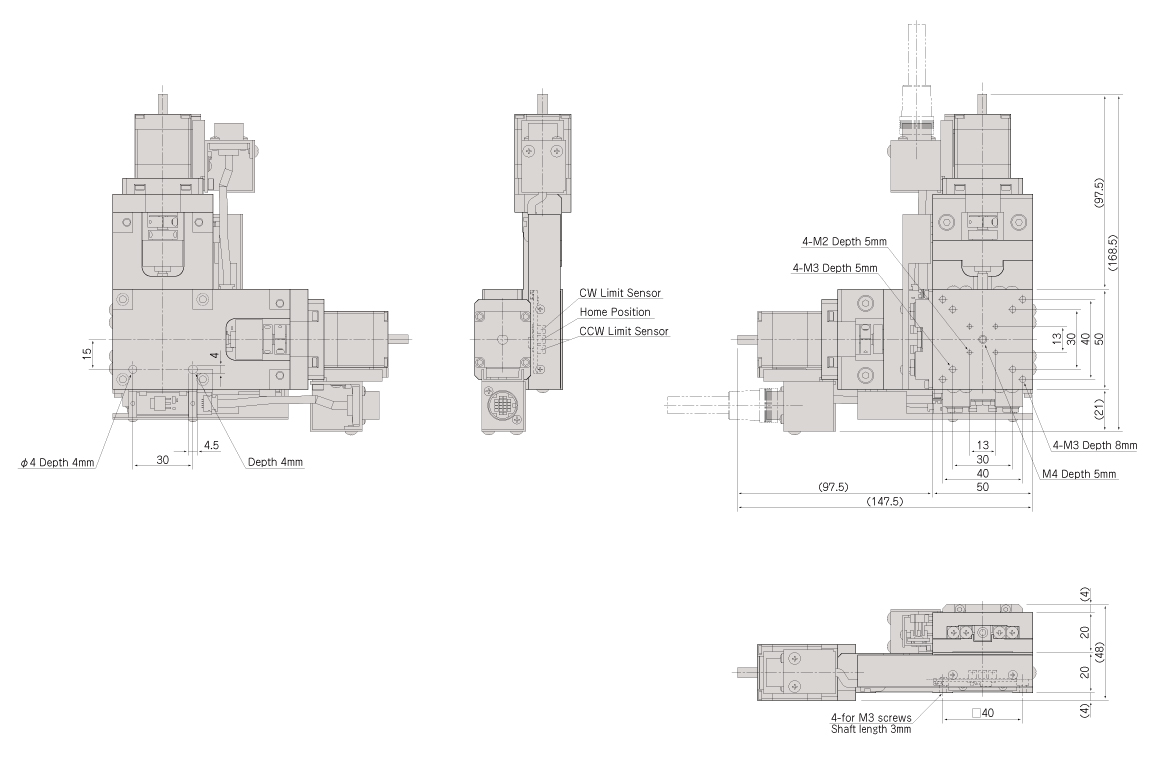 15
4
4.5
φ4 Depth 4mm
30
Depth 4mm
CW Limit Sensor
Home Position
CCW Limit Sensor
4-M2 Depth 5mm
4-M3 Depth 5mm
(97.5)
(168.5)
13
30
40
50
(21)
13
30
40
50
(97.5)
(147.5)
4-M3 Depth 8mm
M4 Depth 5mm
(4)
20
(48)
20
(4)
4-for M3 screws
Shaft length 3mm
□40